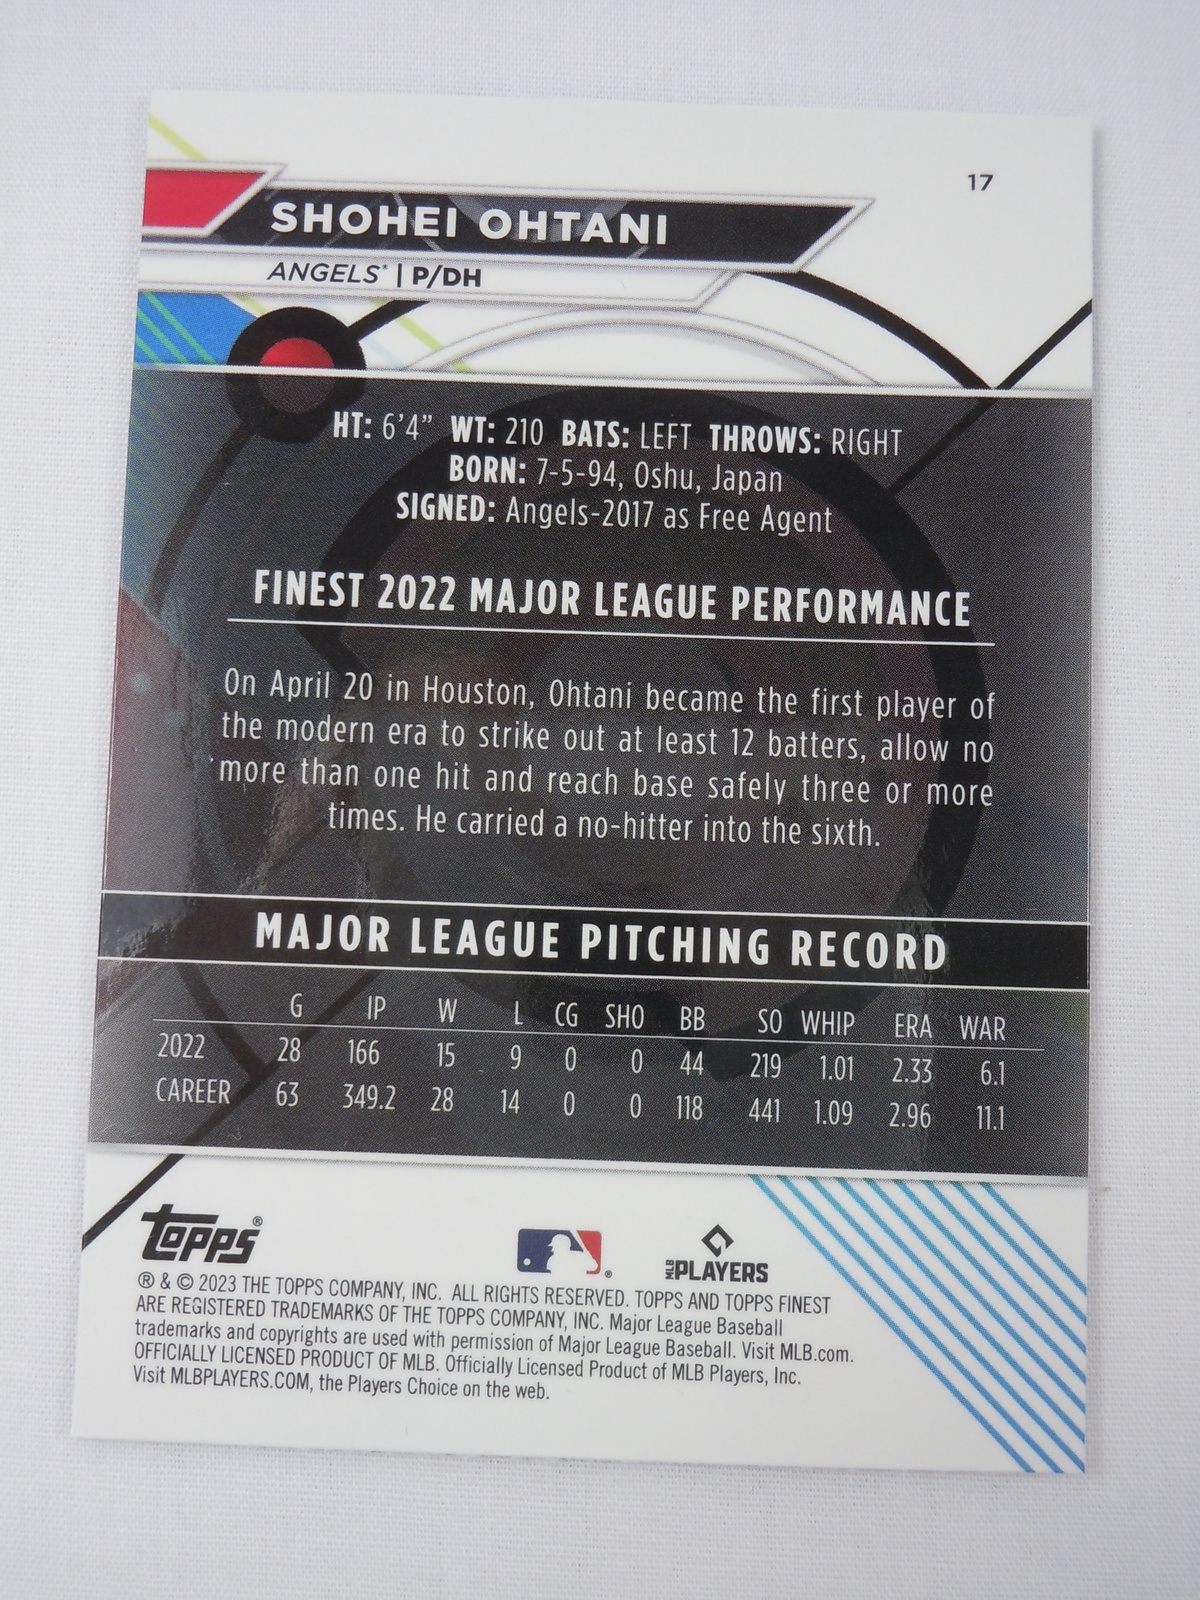 17
SHOHEI OHTANI
ANGELS® | P/DH
HT: 6'4" WT: 210 BATS: LEFT THROWS: RIGHT
BORN: 7-5-94, Oshu, Japan
SIGNED: Angels-2017 as Free Agent
FINEST 2022 MAJOR LEAGUE PERFORMANCE
On April 20 in Houston, Ohtani became the first player of
the modern era to strike out at least 12 batters, allow no
more than one hit and reach base safely three or more
times. He carried a no-hitter into the sixth.
MAJOR LEAGUE PITCHING RECORD
G IP W L CG SHO BB SO WHIP ERA WAR
2022 28 166 15 9 0 0 44 219 1.01 2.33 6.1
CAREER 63 349.2 28 14 0 0 118 441 1.09 2.96 11.1
topps®
®
MLB PLAYERS
® & © 2023 THE TOPPS COMPANY, INC. ALL RIGHTS RESERVED. TOPPS AND TOPPS FINEST
ARE REGISTERED TRADEMARKS OF THE TOPPS COMPANY, INC. Major League Baseball
trademarks and copyrights are used with permission of Major League Baseball. Visit MLB.com.
OFFICIALLY LICENSED PRODUCT OF MLB. Officially Licensed Product of MLB Players, Inc.
Visit MLBPLAYERS.COM, the Players Choice on the web.